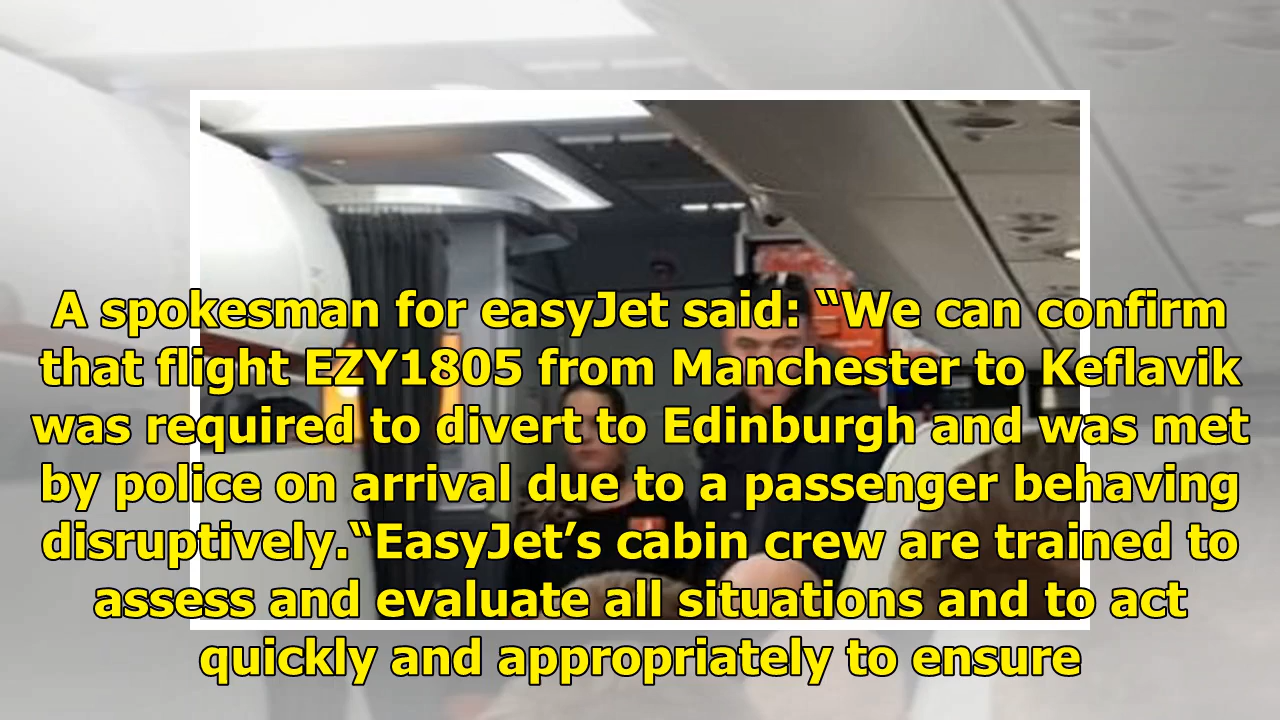 A spokesman for easyJet said: “We can confirm
that flight EZY1805 from Manchester to Keflavik
was required to divert to Edinburgh and was met
by police on arrival due to a passenger behaving
disruptively.“EasyJet’s cabin crew are trained to
assess and evaluate all situations and to act
quickly and appropriately to ensure